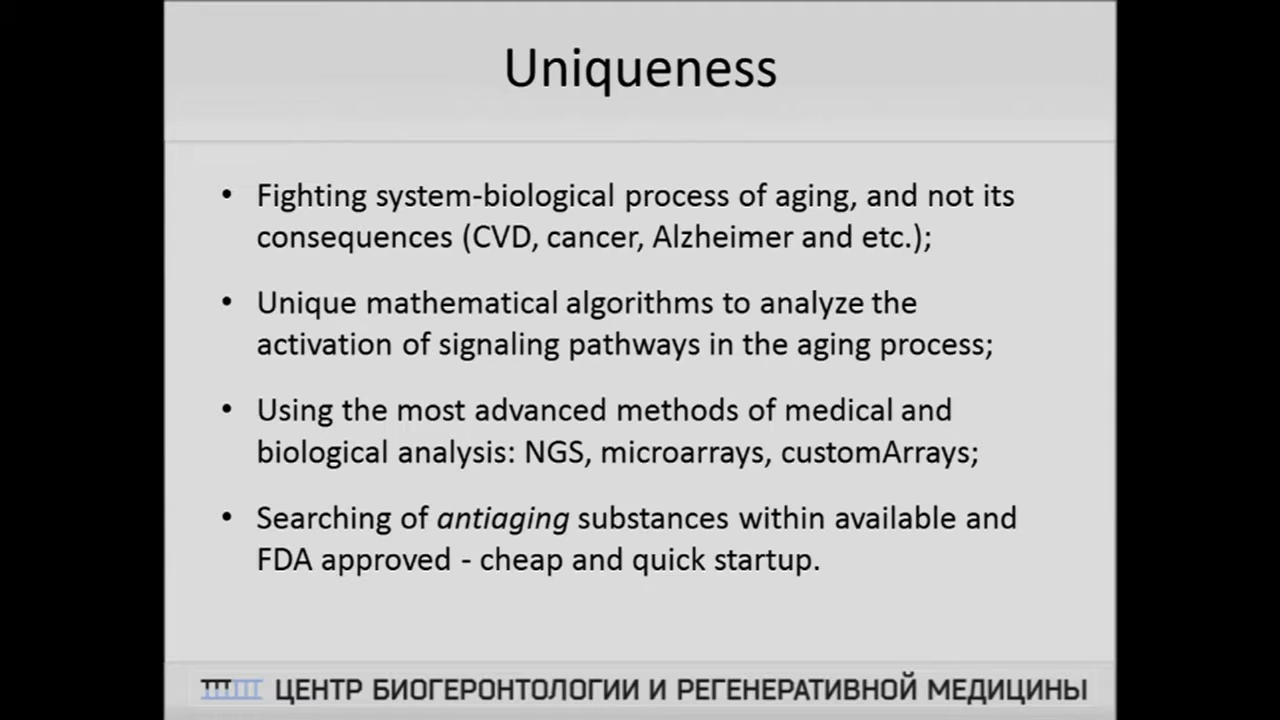 Uniqueness
• Fighting system-biological process of aging, and not its
consequences (CVD, cancer, Alzheimer and etc.);
• Unique mathematical algorithms to analyze the
activation of signaling pathways in the aging process;
• Using the most advanced methods of medical and
biological analysis: NGS, microarrays, customArrays;
• Searching of antiaging substances within available and
FDA approved - cheap and quick startup.
ЦЕНТР БИОГЕРОНТОЛОГИИ И РЕГЕНЕРАТИВНОЙ МЕДИЦИНЫ